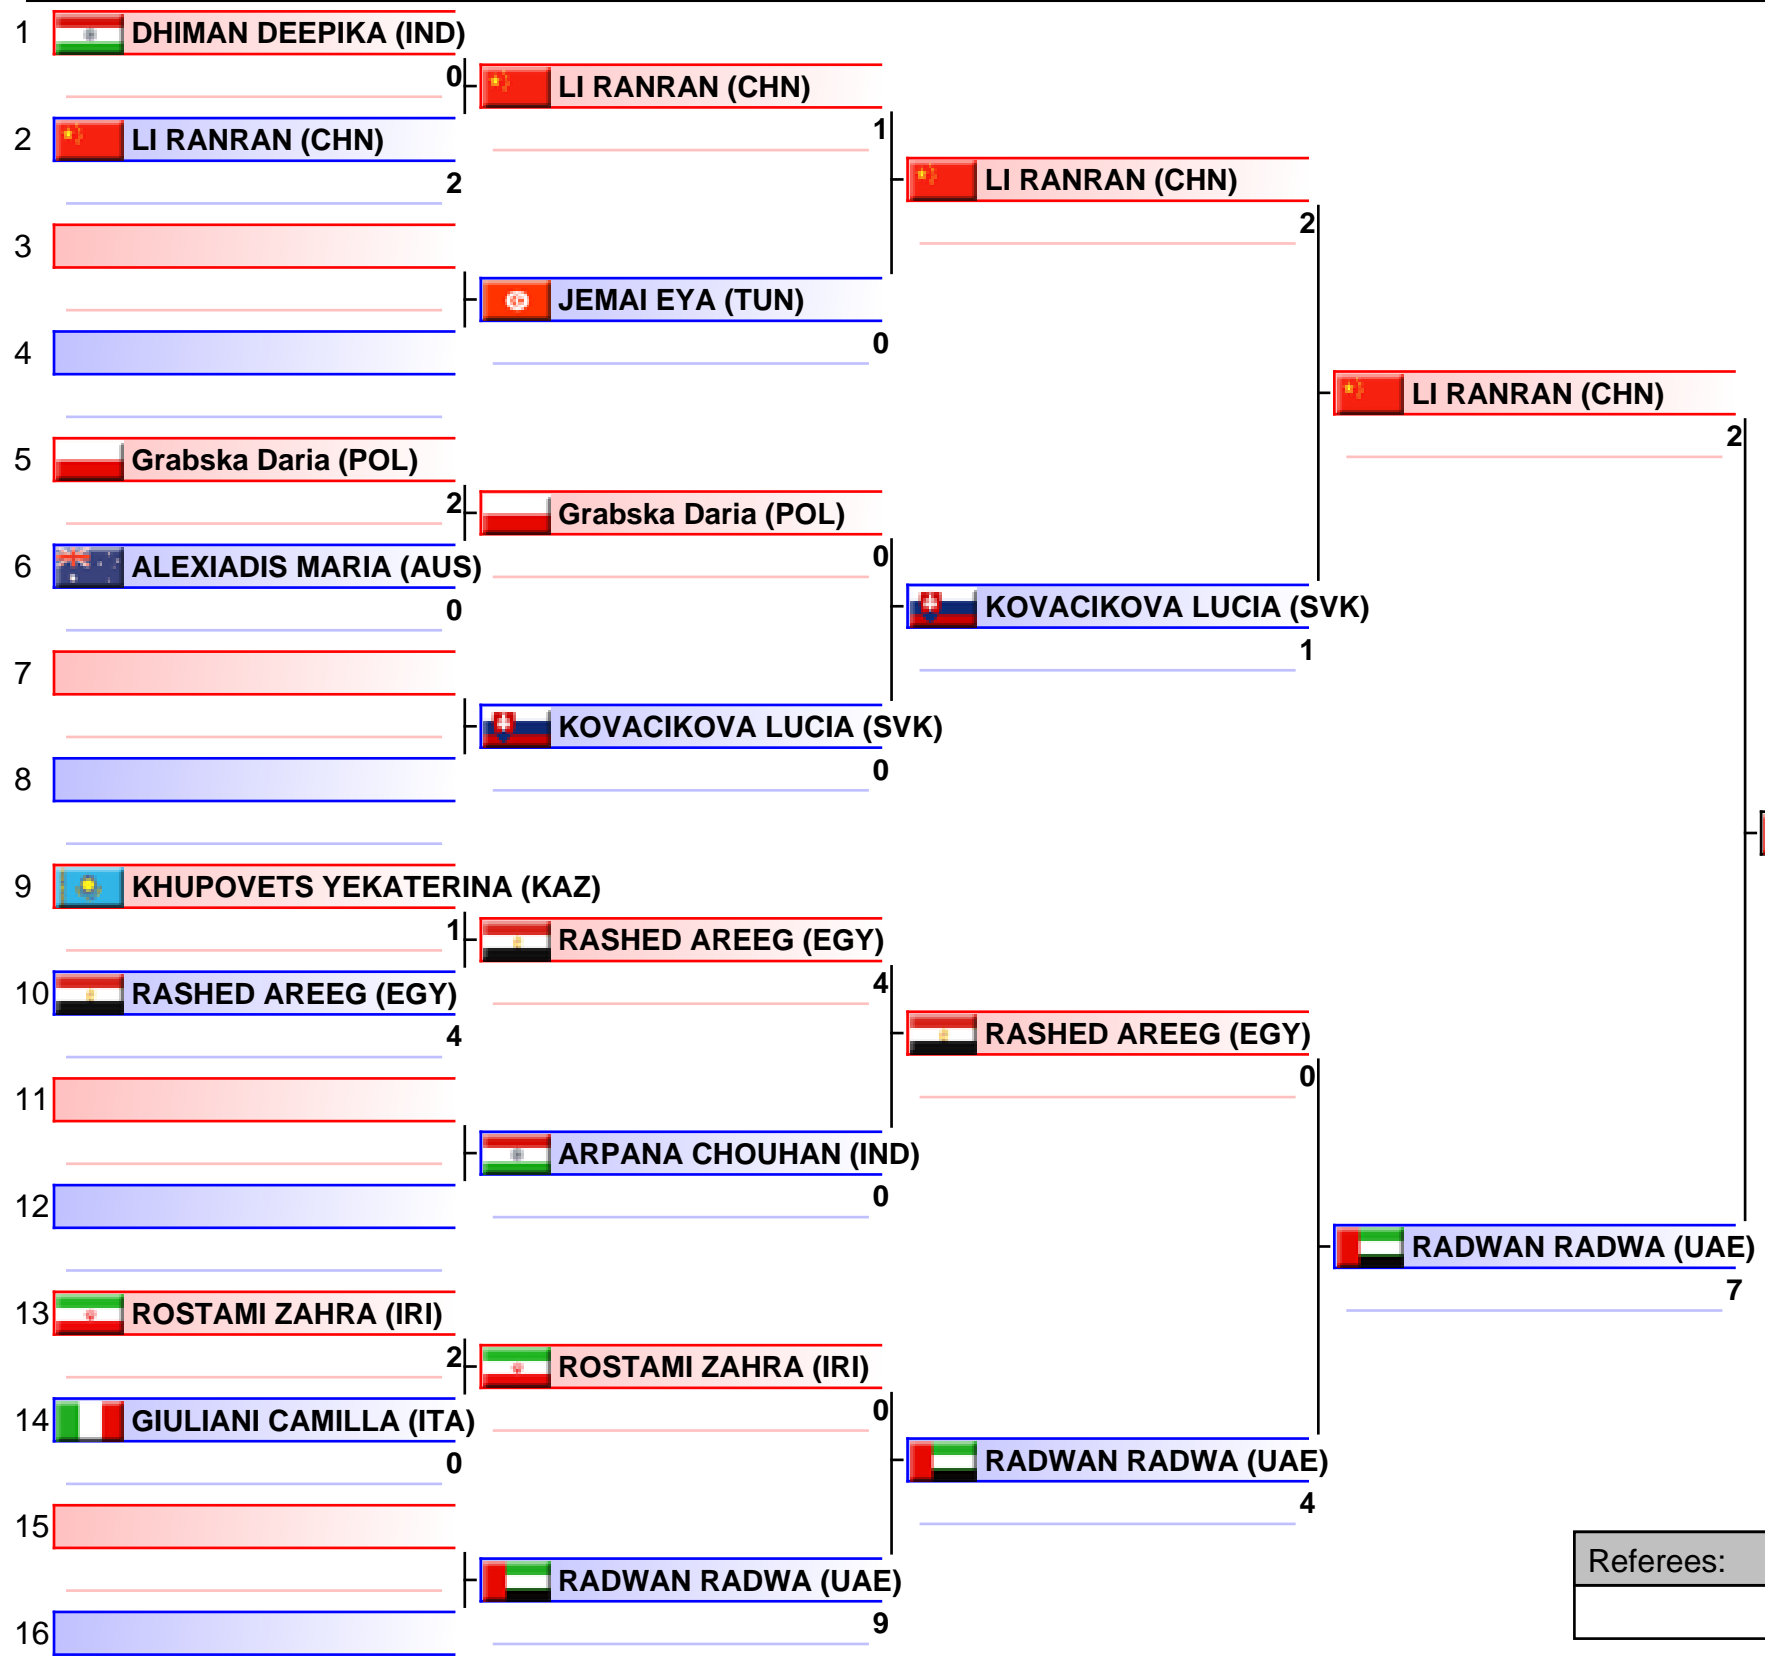 1 DHIMAN DEEPIKA (IND)
0
LI RANRAN (CHN)
1
2 LI RANRAN (CHN)
2
LI RANRAN (CHN)
2
3
JEMAI EYA (TUN)
0
4
LI RANRAN (CHN)
2
5 Grabska Daria (POL)
2
Grabska Daria (POL)
0
6 ALEXIADIS MARIA (AUS)
0
KOVACIKOVA LUCIA (SVK)
1
7
KOVACIKOVA LUCIA (SVK)
0
8
9 KHUPOVETS YEKATERINA (KAZ)
1
RASHED AREEG (EGY)
4
10 RASHED AREEG (EGY)
4
RASHED AREEG (EGY)
0
11
ARPANA CHOUHAN (IND)
0
12
RADWAN RADWA (UAE)
7
13 ROSTAMI ZAHRA (IRI)
2
ROSTAMI ZAHRA (IRI)
0
14 GIULIANI CAMILLA (ITA)
0
RADWAN RADWA (UAE)
4
15
RADWAN RADWA (UAE)
9
16
Referees: